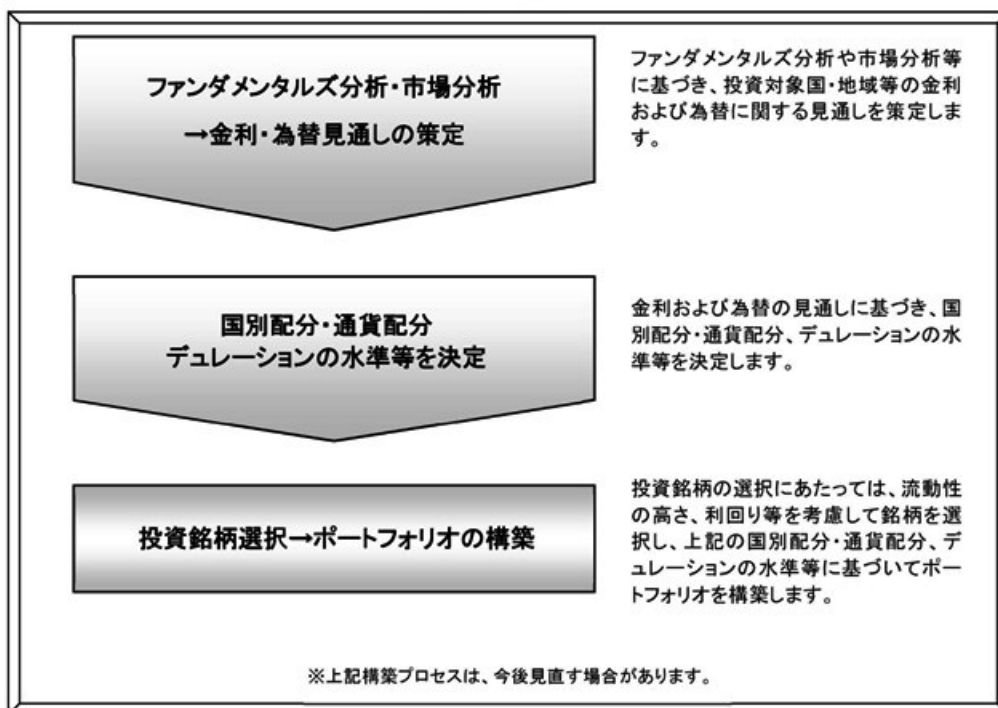 ファンダメンタルズ分析・市場分析
→金利・為替見通しの策定
ファンダメンタルズ分析や市場分析等
に基づき、投資対象国・地域等の金利
および為替に関する見通しを策定しま
す。
国別配分・通貨配分
デュレーションの水準等を決定
金利および為替の見通しに基づき、国
別配分・通貨配分、デュレーションの水
準等を決定します。
投資銘柄選択→ポートフォリオの構築
投資銘柄の選択にあたっては、流動性
の高さ、利回り等を考慮して銘柄を選
択し、上記の国別配分・通貨配分、デ
ュレーションの水準等に基づいてポー
トフォリオを構築します。
※上記構築プロセスは、今後見直す場合があります。